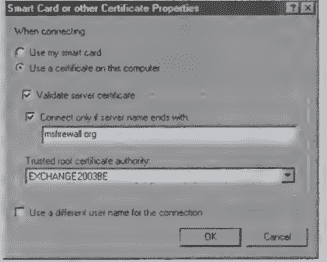 Smart Card or other Certificate Properties
When connecting:
Use my smart card
Use a certificate on this computer
Validate server certificate
Connect only if server name ends with:
msfirewall.org
Trusted root certificate authority:
EXCHANGE2003BE
Use a different user name for the connection
OK
Cancel